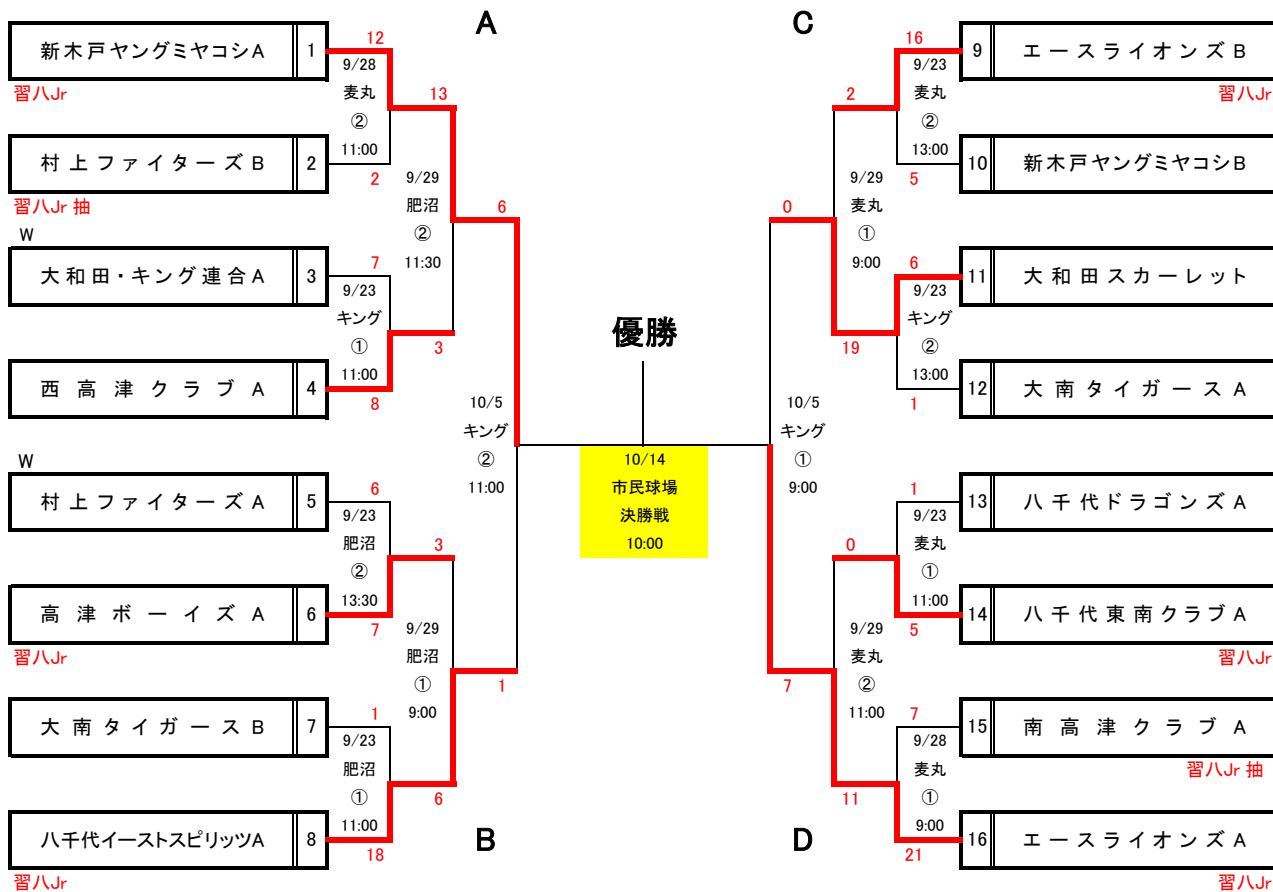 A
C
新木戸ヤングミヤコシA 1
習八Jr
12
9/28
麦丸
②
11:00
2
村上ファイターズB 2
習八Jr 抽
13
9/29
肥沼
②
11:30
3
W
大和田・キング連合A 3
7
9/23
キング
①
11:00
8
西高津クラブA 4
6
10/5
キング
②
11:00
1
W
村上ファイターズA 5
6
9/23
肥沼
②
13:30
7
高津ボーイズA 6
習八Jr
3
9/29
肥沼
①
9:00
6
大南タイガースB 7
1
9/23
肥沼
①
11:00
18
八千代イーストスピリッツA 8
習八Jr
B
優勝
10/14
市民球場
決勝戦
10:00
16
9/23
麦丸
②
13:00
5
9 エースライオンズB
習八Jr
10 新木戸ヤングミヤコシB
2
9/29
麦丸
①
9:00
19
6
9/23
キング
②
13:00
1
11 大和田スカーレット
12 大南タイガースA
0
10/5
キング
①
9:00
7
1
9/23
麦丸
①
11:00
5
13 八千代ドラゴンズA
14 八千代東南クラブA
習八Jr
0
9/29
麦丸
②
11:00
11
7
9/28
麦丸
①
9:00
21
15 南高津クラブA
習八Jr 抽
16 エースライオンズA
習八Jr
D